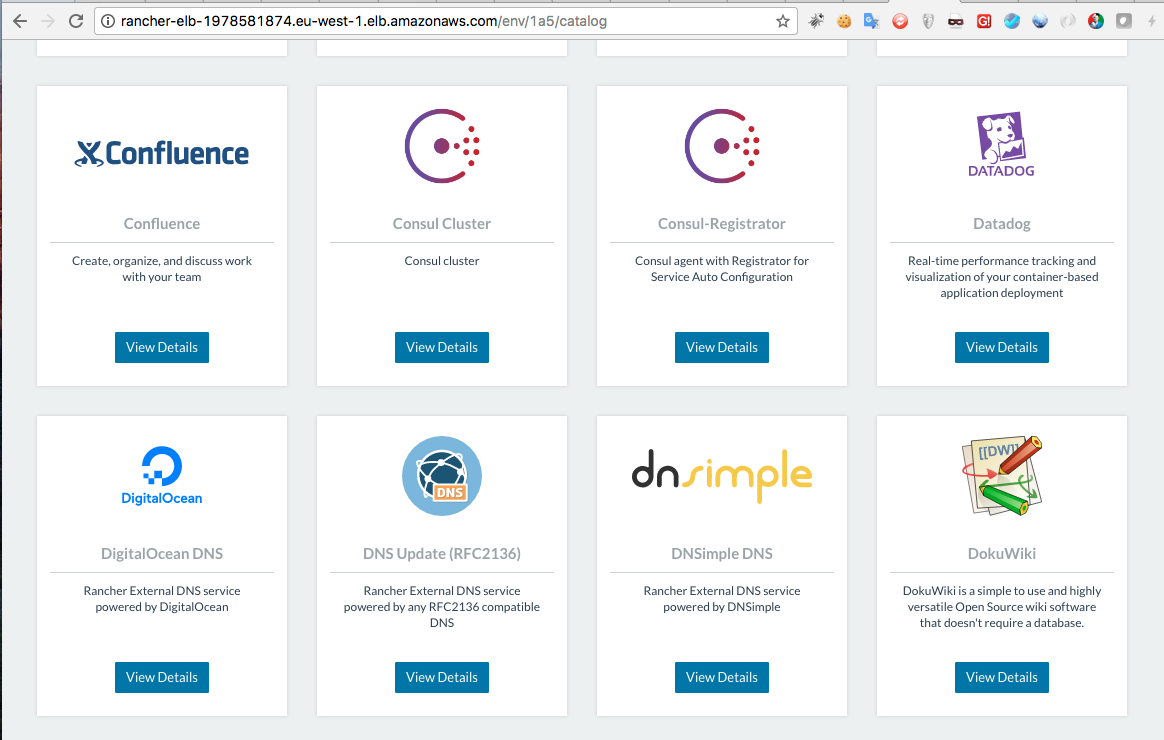 rancher-elb-1978581874.eu-west-1.elb.amazonaws.com/env/1a5/catalog
Confluence
Confluence
Create, organize, and discuss work
with your team
View Details
Consul Cluster
Consul cluster
View Details
Consul-Registrator
Consul agent with Registrator for
Service Auto Configuration
View Details
DATADOG
Datadog
Real-time performance tracking and
visualization of your container-based
application deployment
View Details
DigitalOcean
DigitalOcean DNS
Rancher External DNS service
powered by DigitalOcean
View Details
DNS
DNS Update (RFC2136)
Rancher External DNS service
powered by any RFC2136 compatible
DNS
View Details
dnsimple
DNSimple DNS
Rancher External DNS service
powered by DNSimple
View Details
[[DW]]
DokuWiki
DokuWiki is a simple to use and highly
versatile Open Source wiki software
that doesn't require a database.
View Details